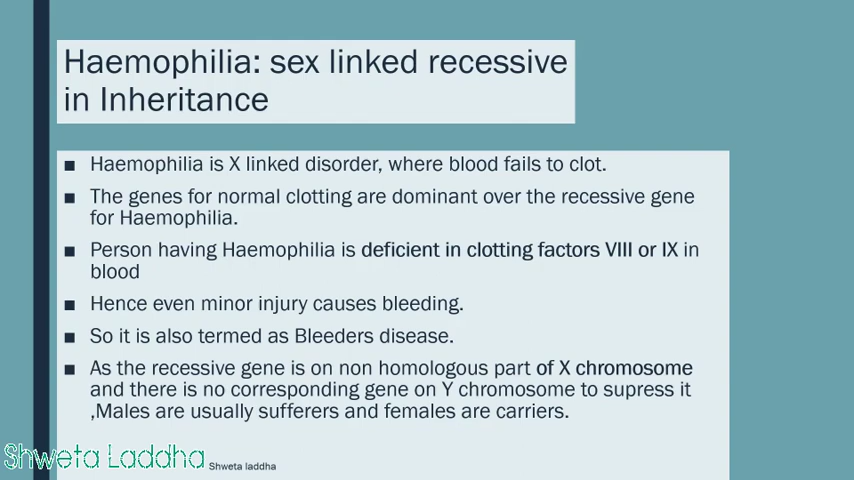 Haemophilia: sex linked recessive
in Inheritance
■ Haemophilia is X linked disorder, where blood fails to clot.
■ The genes for normal clotting are dominant over the recessive gene
for Haemophilia.
■ Person having Haemophilia is deficient in clotting factors VIII or IX in
blood
■ Hence even minor injury causes bleeding.
■ So it is also termed as Bleeders disease.
■ As the recessive gene is on non homologous part of X chromosome
and there is no corresponding gene on Y chromosome to supress it
,Males are usually sufferers and females are carriers.
Shweta Laddha
Shweta laddha